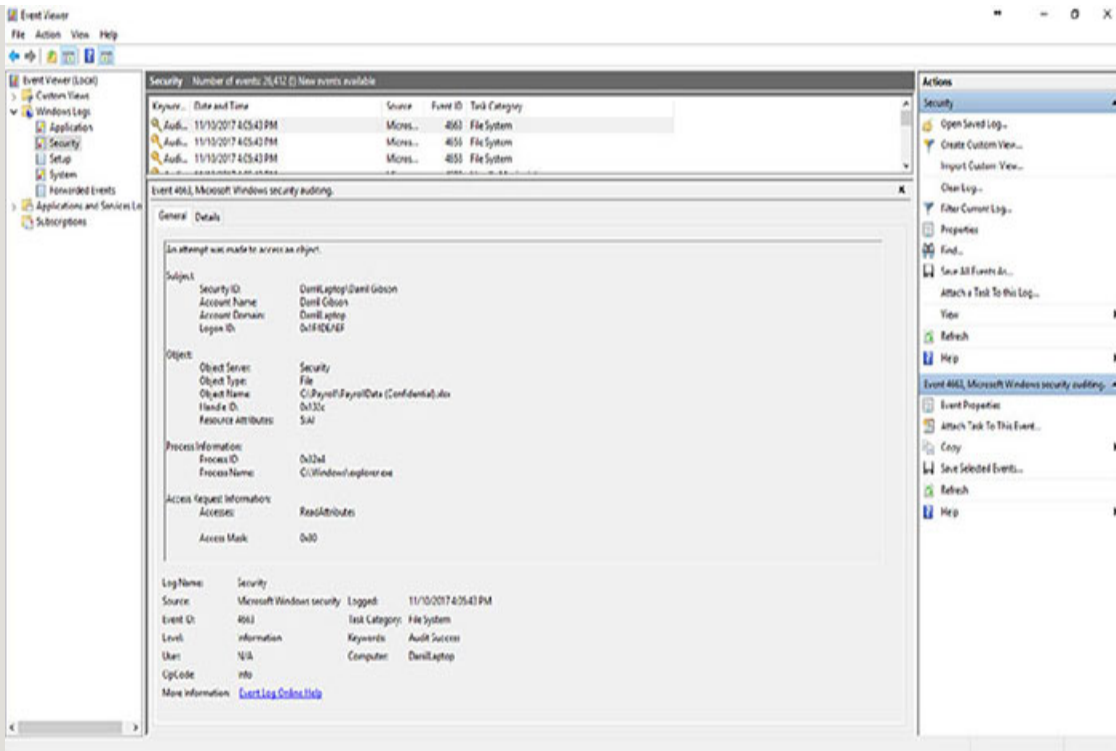 Event Viewer
File Action View Help
Event Viewer (Local)
Custom Views
Windows Logs
Application
Security
Setup
System
Forwarded Events
Applications and Services Lo
Subscriptions
Security Number of events: 26,412 New events available
Keywor... Date and Time Source Event ID Task Category
Audi... 11/10/2017 4:05:43 PM Micros... 4663 File System
Audi... 11/10/2017 4:05:43 PM Micros... 4656 File System
Audi... 11/10/2017 4:05:43 PM Micros... File System
Event 4663, Microsoft Windows security auditing.
General Details
An attempt was made to access an object.
Subject:
Security ID:
Account Name: Gibson
Account Domain:
Logon ID:
Object:
Object Server: Security
Object Type: File
Object Name: C:\Payroll\PayrollData (Confidential).xlsx
Handle ID:
Resource Attributes: S:AI
Process Information:
Process ID:
Process Name: C:\Windows\explorer.exe
Access Request Information:
Accesses: ReadAttributes
Access Mask: 0x80
Log Name: Security
Source: Microsoft Windows security Logged: 11/10/2017 4:05:43 PM
Event ID: 4663 Task Category: File System
Level: Information Keywords: Audit Success
User: N/A Computer:
OpCode: Info
More Information: Event Log Online Help
Actions
Security
Open Saved Log...
Create Custom View...
Import Custom View...
Clear Log...
Filter Current Log...
Properties
Find...
Save All Events As...
Attach a Task To this Log...
View
Refresh
Help
Event 4663, Microsoft Windows security auditing.
Event Properties
Attach Task To This Event...
Copy
Save Selected Events...
Refresh
Help